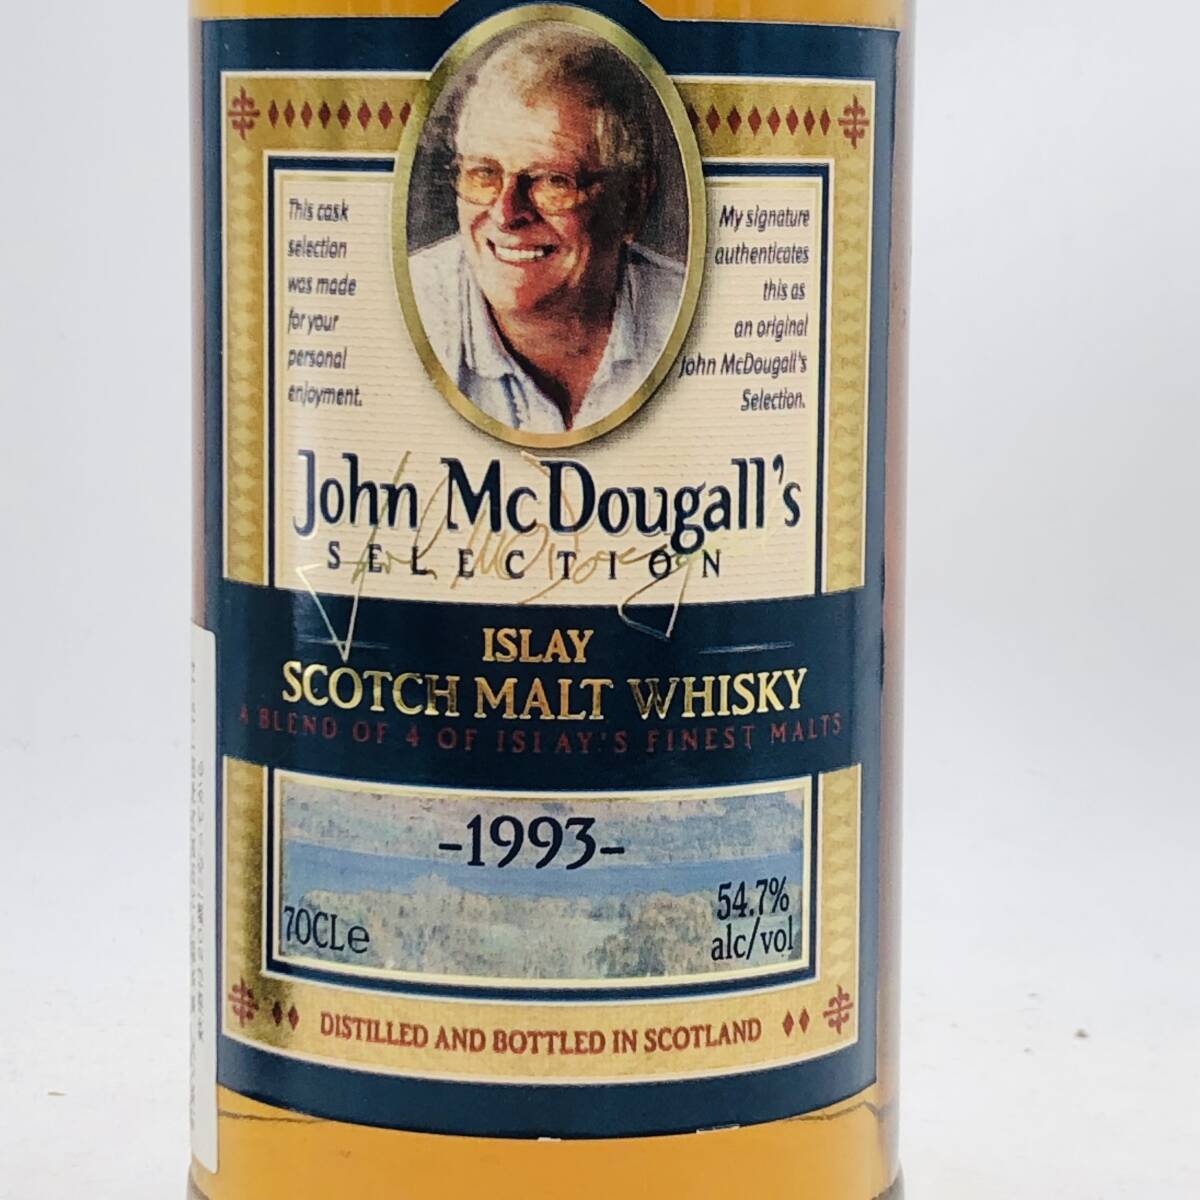 This cask
selection
was made
for your
personal
enjoyment.
My signature
authenticates
this as
an original
John McDougall's
Selection.
John McDougall's
SELECTION
ISLAY
SCOTCH MALT WHISKY
A BLEND OF 4 OF ISLAY'S FINEST MALTS
-1993-
70CLe
54.7%
alc/vol
DISTILLED AND BOTTLED IN SCOTLAND